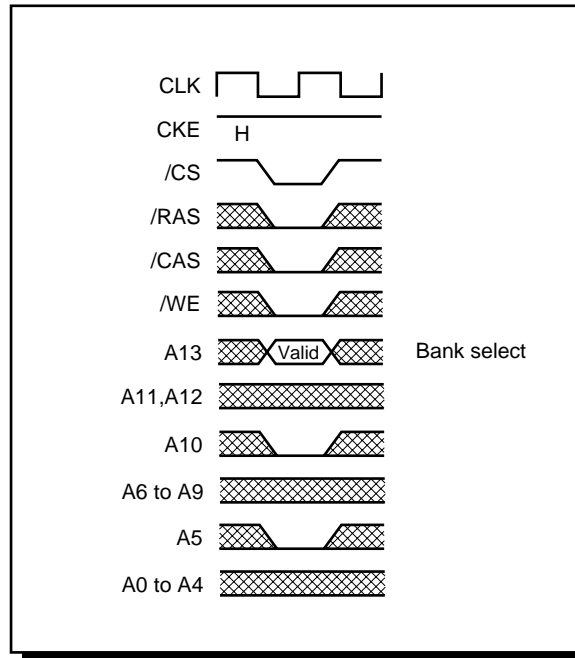 CLK
CKE H
/CS
/RAS
/CAS
/WE
A13 Valid Bank select
A11,A12
A10
A6 to A9
A5
A0 to A4